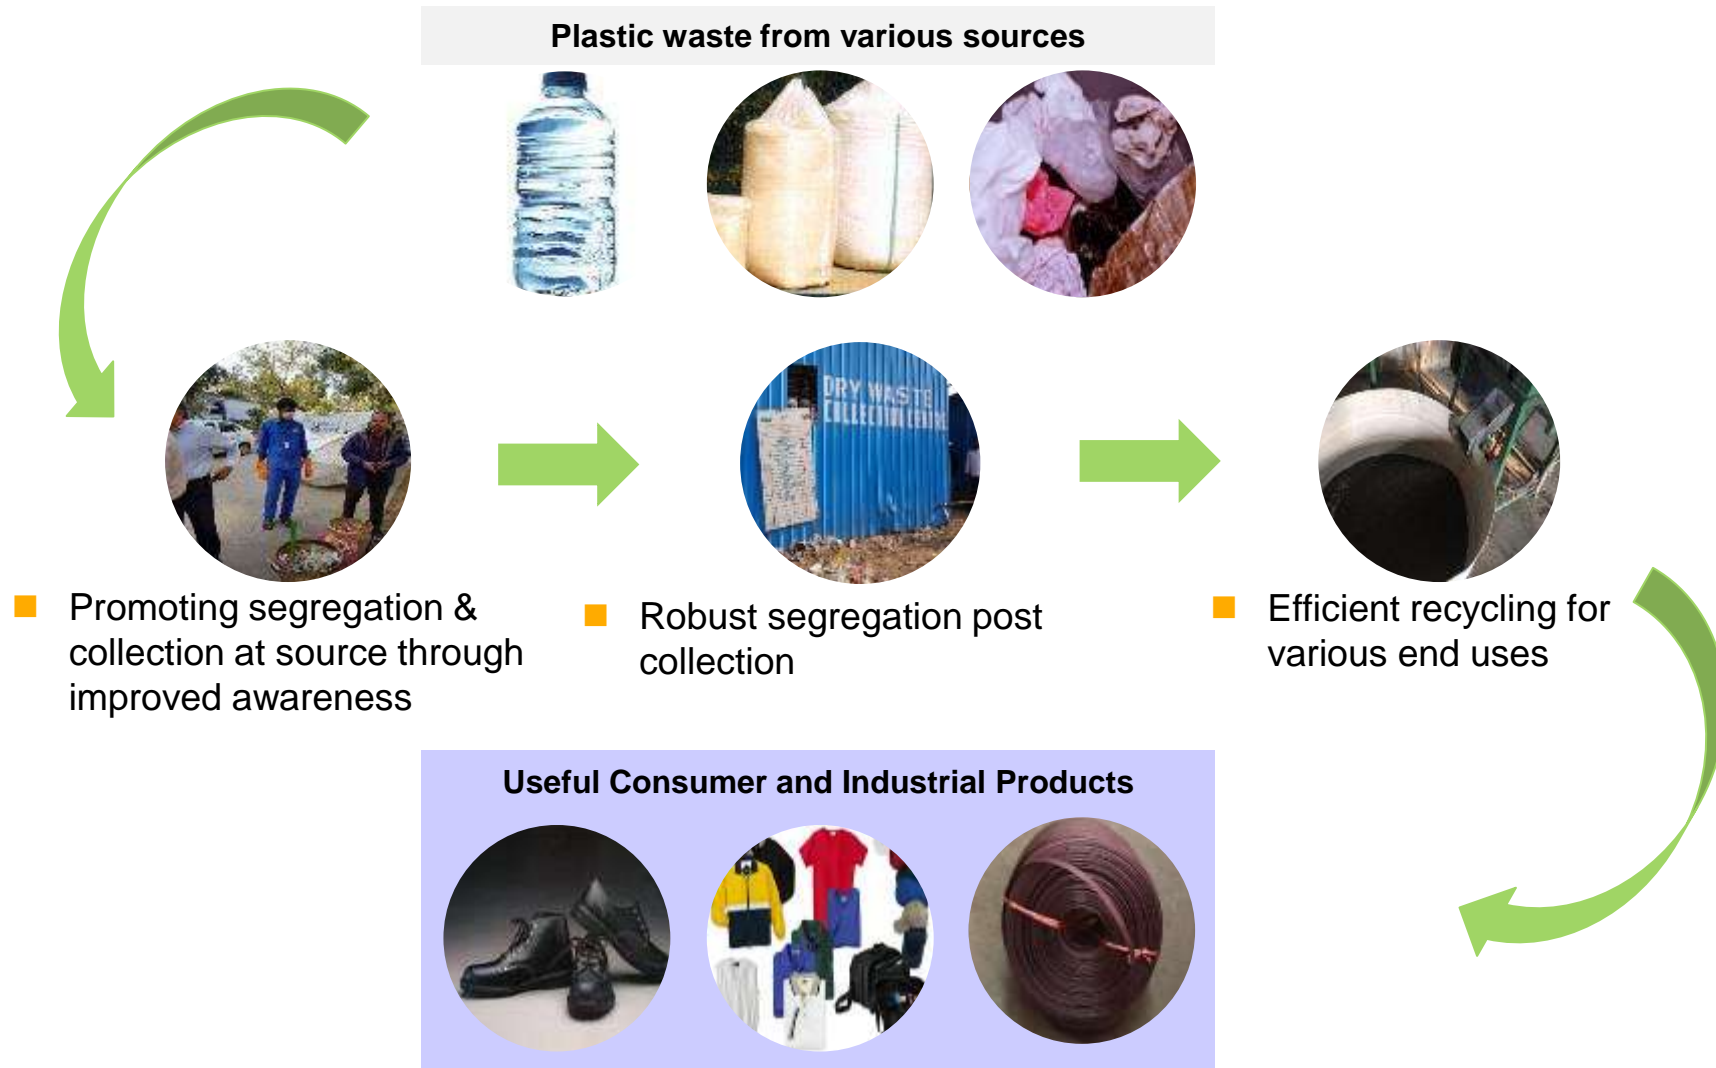 Plastic waste from various sources
DRY WASTE
COLLECTION
Promoting segregation &
collection at source through
improved awareness
Robust segregation post
collection
Efficient recycling for
various end uses
Useful Consumer and Industrial Products